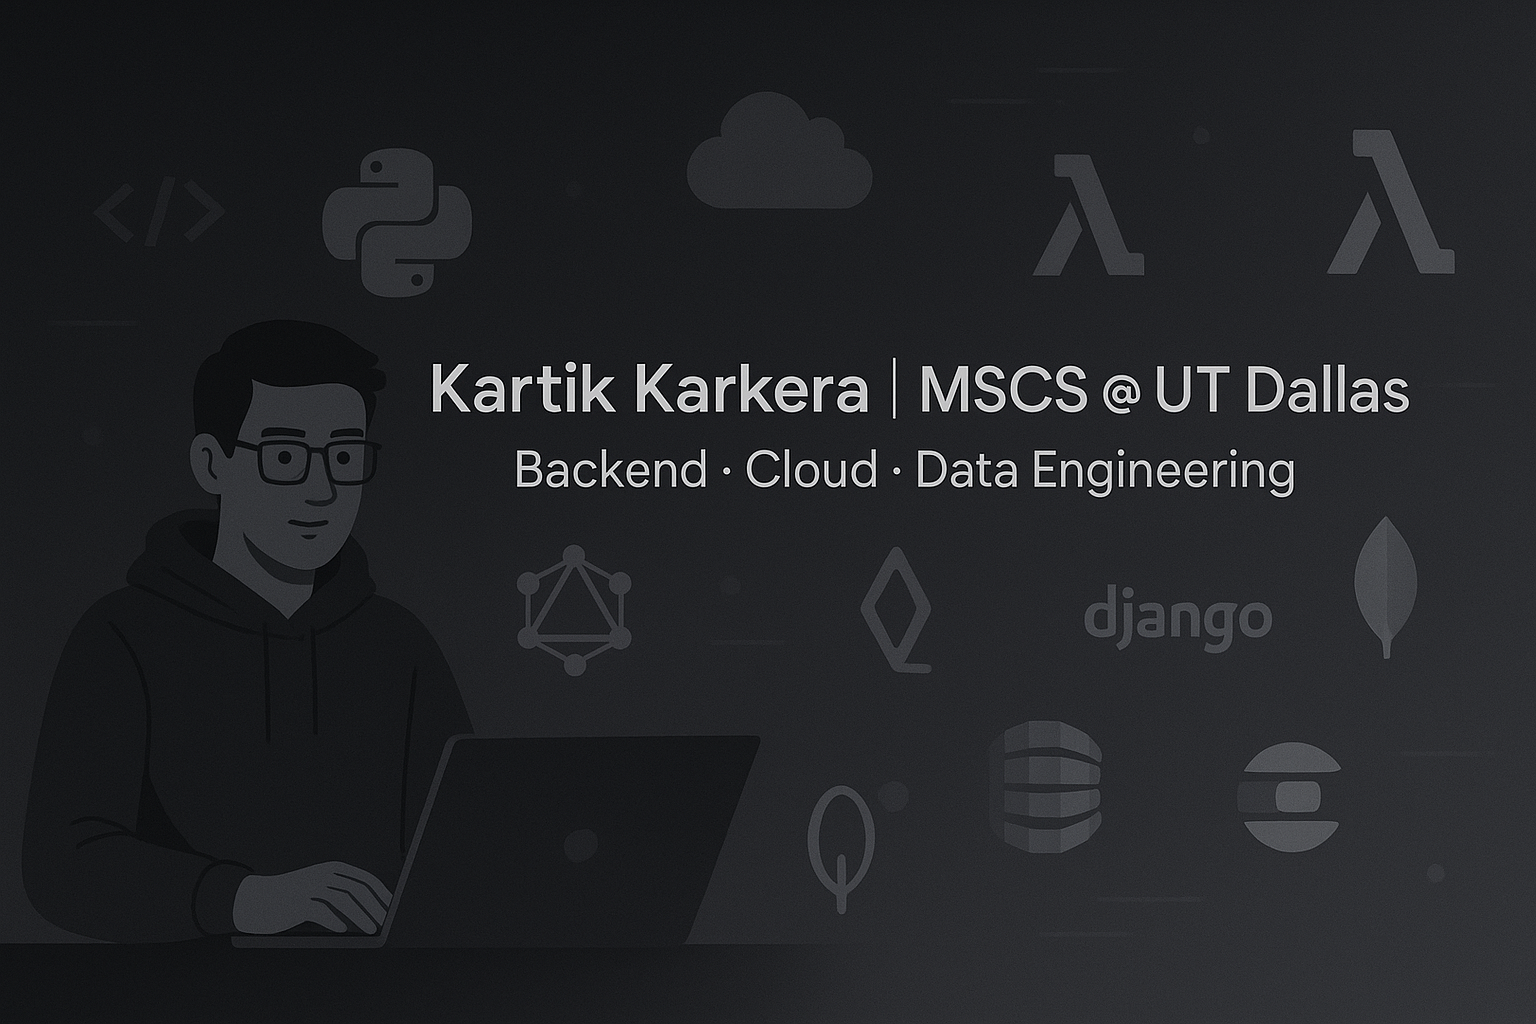 Kartik Karkera | MSCS @ UT Dallas
Backend · Cloud · Data Engineering
django